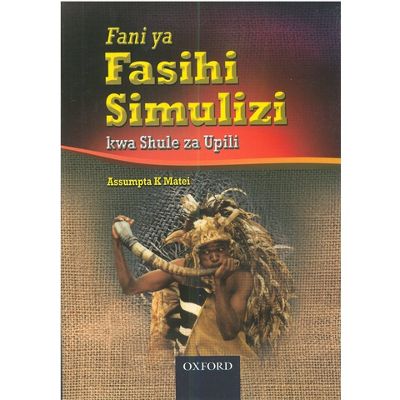 Fani ya
Fasihi
Simulizi
kwa Shule za Upili
Assumpta K Matei
OXFORD